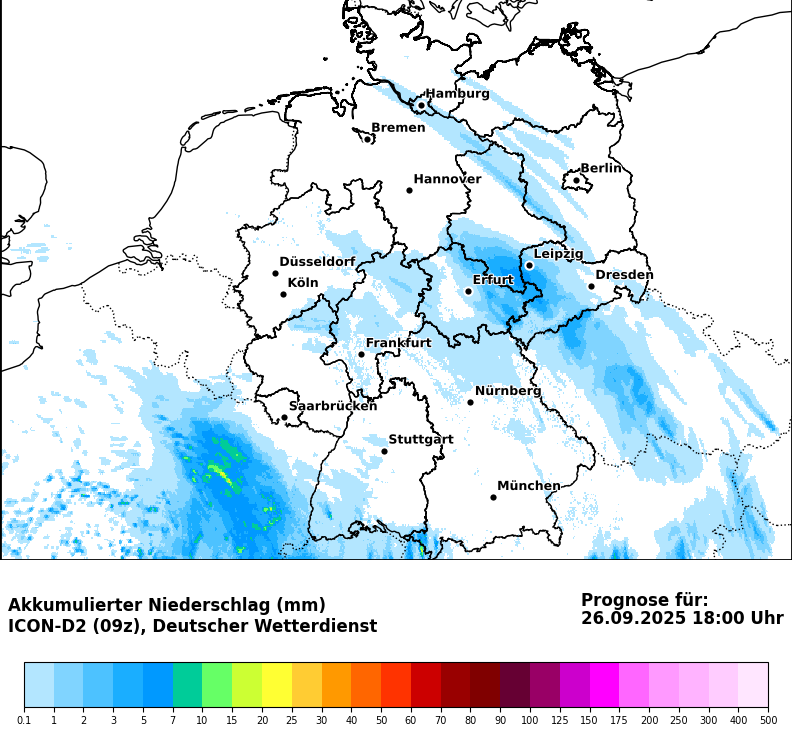 Hamburg
Bremen
Berlin
Hannover
Leipzig
Düsseldorf
Dresden
Köln
Erfurt
Frankfurt
Nürnberg
Saarbrücken
Stuttgart
München
Akkumulierter Niederschlag (mm)
ICON-D2 (09z), Deutscher Wetterdienst
Prognose für:
26.09.2025 18:00 Uhr
0.1 1 2 3 5 7 10 15 20 25 30 40 50 60 70 80 90 100 125 150 175 200 250 300 400 500